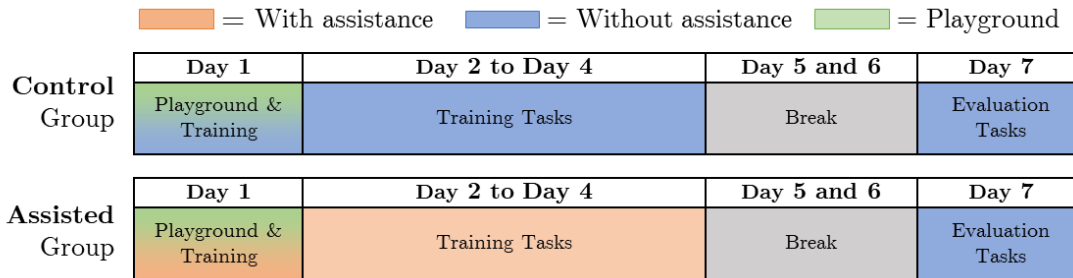 = With assistance = Without assistance = Playground
Day 1 Day 2 to Day 4 Day 5 and 6 Day 7
Control
Group
Playground &
Training
Training Tasks
Break
Evaluation
Tasks
Day 1 Day 2 to Day 4 Day 5 and 6 Day 7
Assisted
Group
Playground &
Training
Training Tasks
Break
Evaluation
Tasks